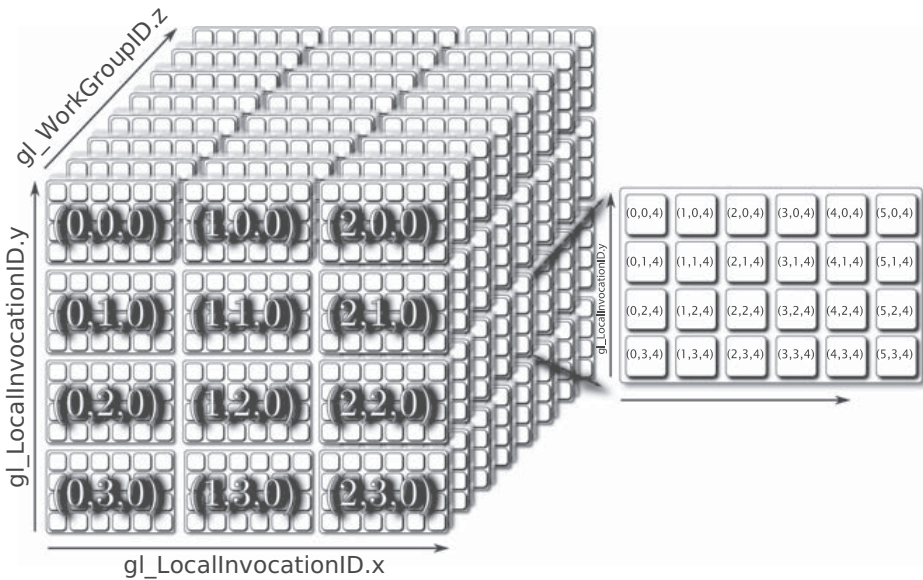 gl_WorkGroupID.z
gl_LocalInvocationID.y
(0,0,0) (1,0,0) (2,0,0)
(0,1,0) (1,1,0) (2,1,0)
(0,2,0) (1,2,0) (2,2,0)
(0,3,0) (1,3,0) (2,3,0)
gl_LocalInvocationID.x
gl_LocalInvocationID.y
(0,0,4) (1,0,4) (2,0,4) (3,0,4) (4,0,4) (5,0,4)
(0,1,4) (1,1,4) (2,1,4) (3,1,4) (4,1,4) (5,1,4)
(0,2,4) (1,2,4) (2,2,4) (3,2,4) (4,2,4) (5,2,4)
(0,3,4) (1,3,4) (2,3,4) (3,3,4) (4,3,4) (5,3,4)